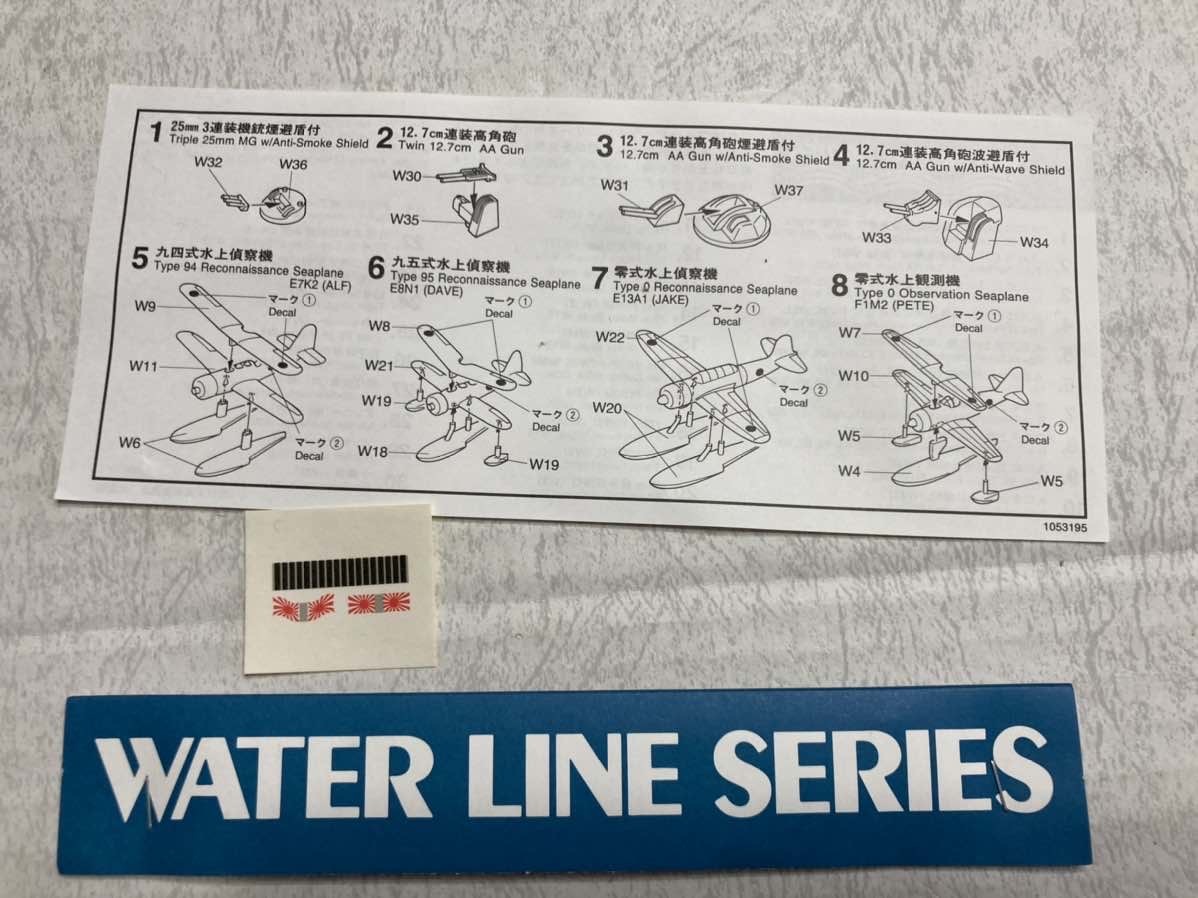 1 25mm 3連装機銃煙避盾付
Triple 25mm MG w/Anti-Smoke Shield
W32
W36
2 12.7cm連装高角砲
Twin 12.7cm AA Gun
W30
W35
3 12.7cm連装高角砲煙避盾付
12.7cm AA Gun w/Anti-Smoke Shield
W31
W37
4 12.7cm連装高角砲波避盾付
12.7cm AA Gun w/Anti-Wave Shield
W33
W34
5 九四式水上偵察機
Type 94 Reconnaissance Seaplane
E7K2 (ALF)
W9
マーク①
Decal
W11
W6
マーク②
Decal
6 九五式水上偵察機
Type 95 Reconnaissance Seaplane
E8N1 (DAVE)
マーク①
Decal
W8
W21
W19
マーク②
Decal
W18
W19
7 零式水上偵察機
Type 0 Reconnaissance Seaplane
E13A1 (JAKE)
マーク①
Decal
W22
マーク②
Decal
W20
8 零式水上観測機
Type 0 Observation Seaplane
F1M2 (PETE)
マーク①
Decal
W7
W10
W5
マーク②
Decal
W4
W5
1053195
WATER LINE SERIES